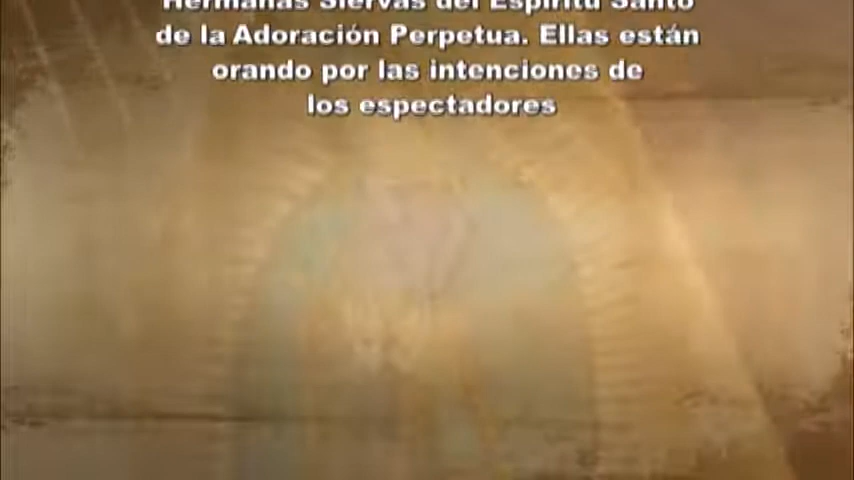 Hermanas Siervas del Espíritu Santo
de la Adoración Perpetua. Ellas están
orando por las intenciones de
los espectadores